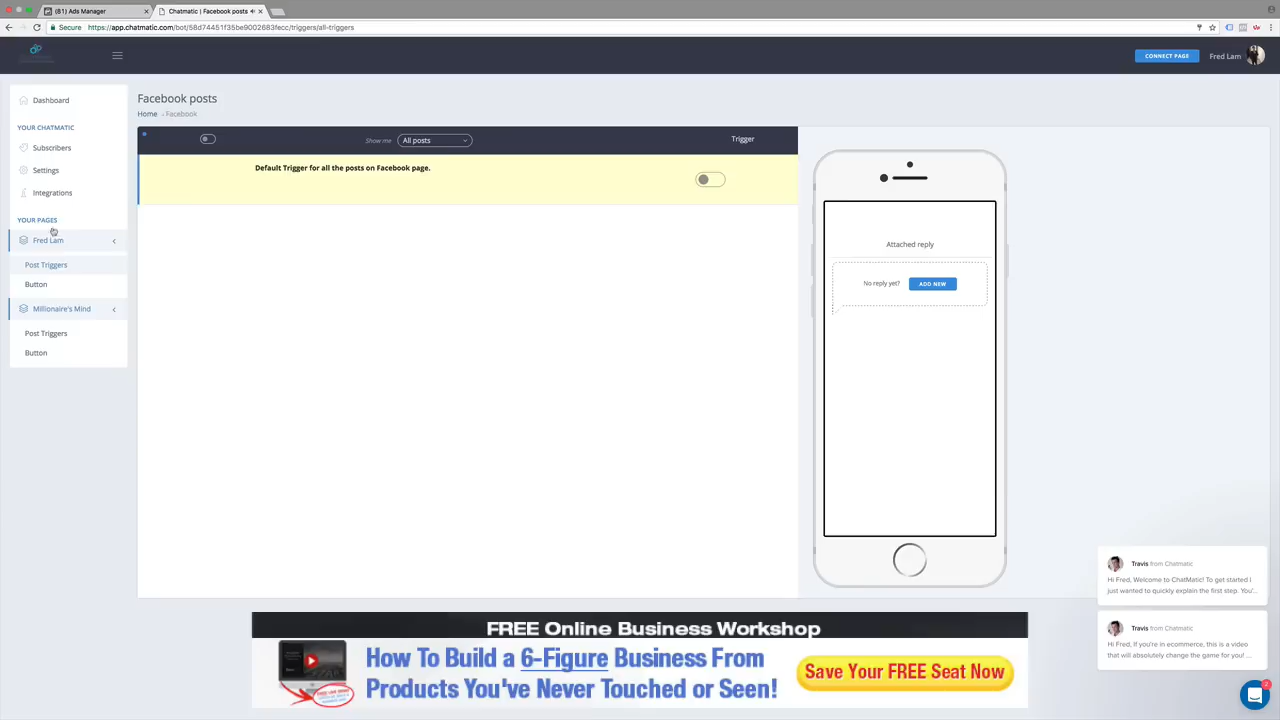 (81) Ads Manager
Chatmatic | Facebook posts
Secure
https://app.chatmatic.com/bot/58d74451f35be9002683fecc/triggers/all-triggers
CONNECT PAGE
Fred Lam
Dashboard
YOUR CHATMATIC
Subscribers
Settings
Integrations
YOUR PAGES
Fred Lam
Post Triggers
Button
Millionaire's Mind
Post Triggers
Button
Facebook posts
Home - Facebook
Show me
All posts
Trigger
Default Trigger for all the posts on Facebook page.
Attached reply
No reply yet?
ADD NEW
Travis from Chatmatic
Hi Fred, Welcome to ChatMatic! To get started I
just wanted to quickly explain the first step. You'...
Travis from Chatmatic
Hi Fred, If you're in ecommerce, this is a video
that will absolutely change the game for you! ...
2
FREE Online Business Workshop
How To Build a 6-Figure Business From
Products You've Never Touched or Seen!
Save Your FREE Seat Now